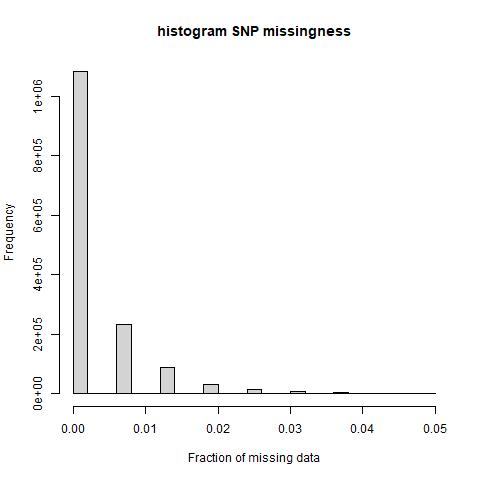 histogram SNP missingness
Frequency
1e+06
8e+05
6e+05
4e+05
2e+05
0e+00
0.00 0.01 0.02 0.03 0.04 0.05
Fraction of missing data